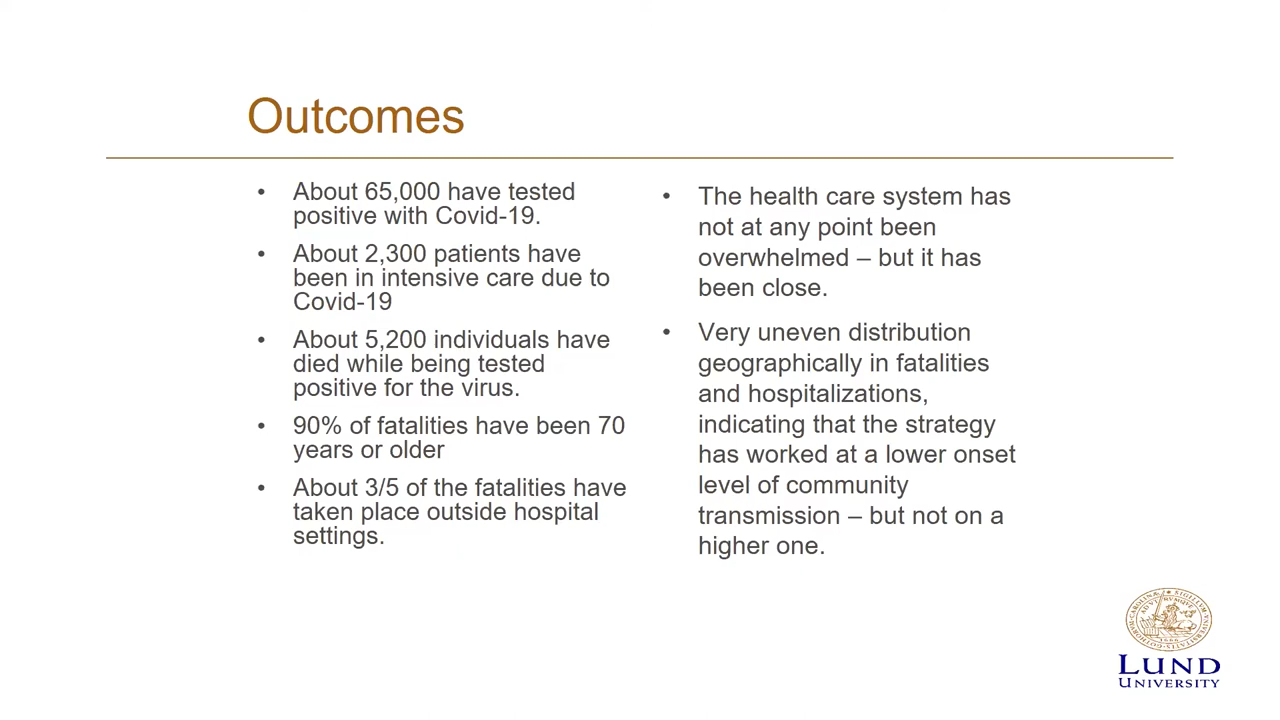 Outcomes
• About 65,000 have tested
positive with Covid-19.
• About 2,300 patients have
been in intensive care due to
Covid-19
• About 5,200 individuals have
died while being tested
positive for the virus.
• 90% of fatalities have been 70
years or older
• About 3/5 of the fatalities have
taken place outside hospital
settings.
• The health care system has
not at any point been
overwhelmed – but it has
been close.
• Very uneven distribution
geographically in fatalities
and hospitalizations,
indicating that the strategy
has worked at a lower onset
level of community
transmission – but not on a
higher one.
LUND
UNIVERSITY